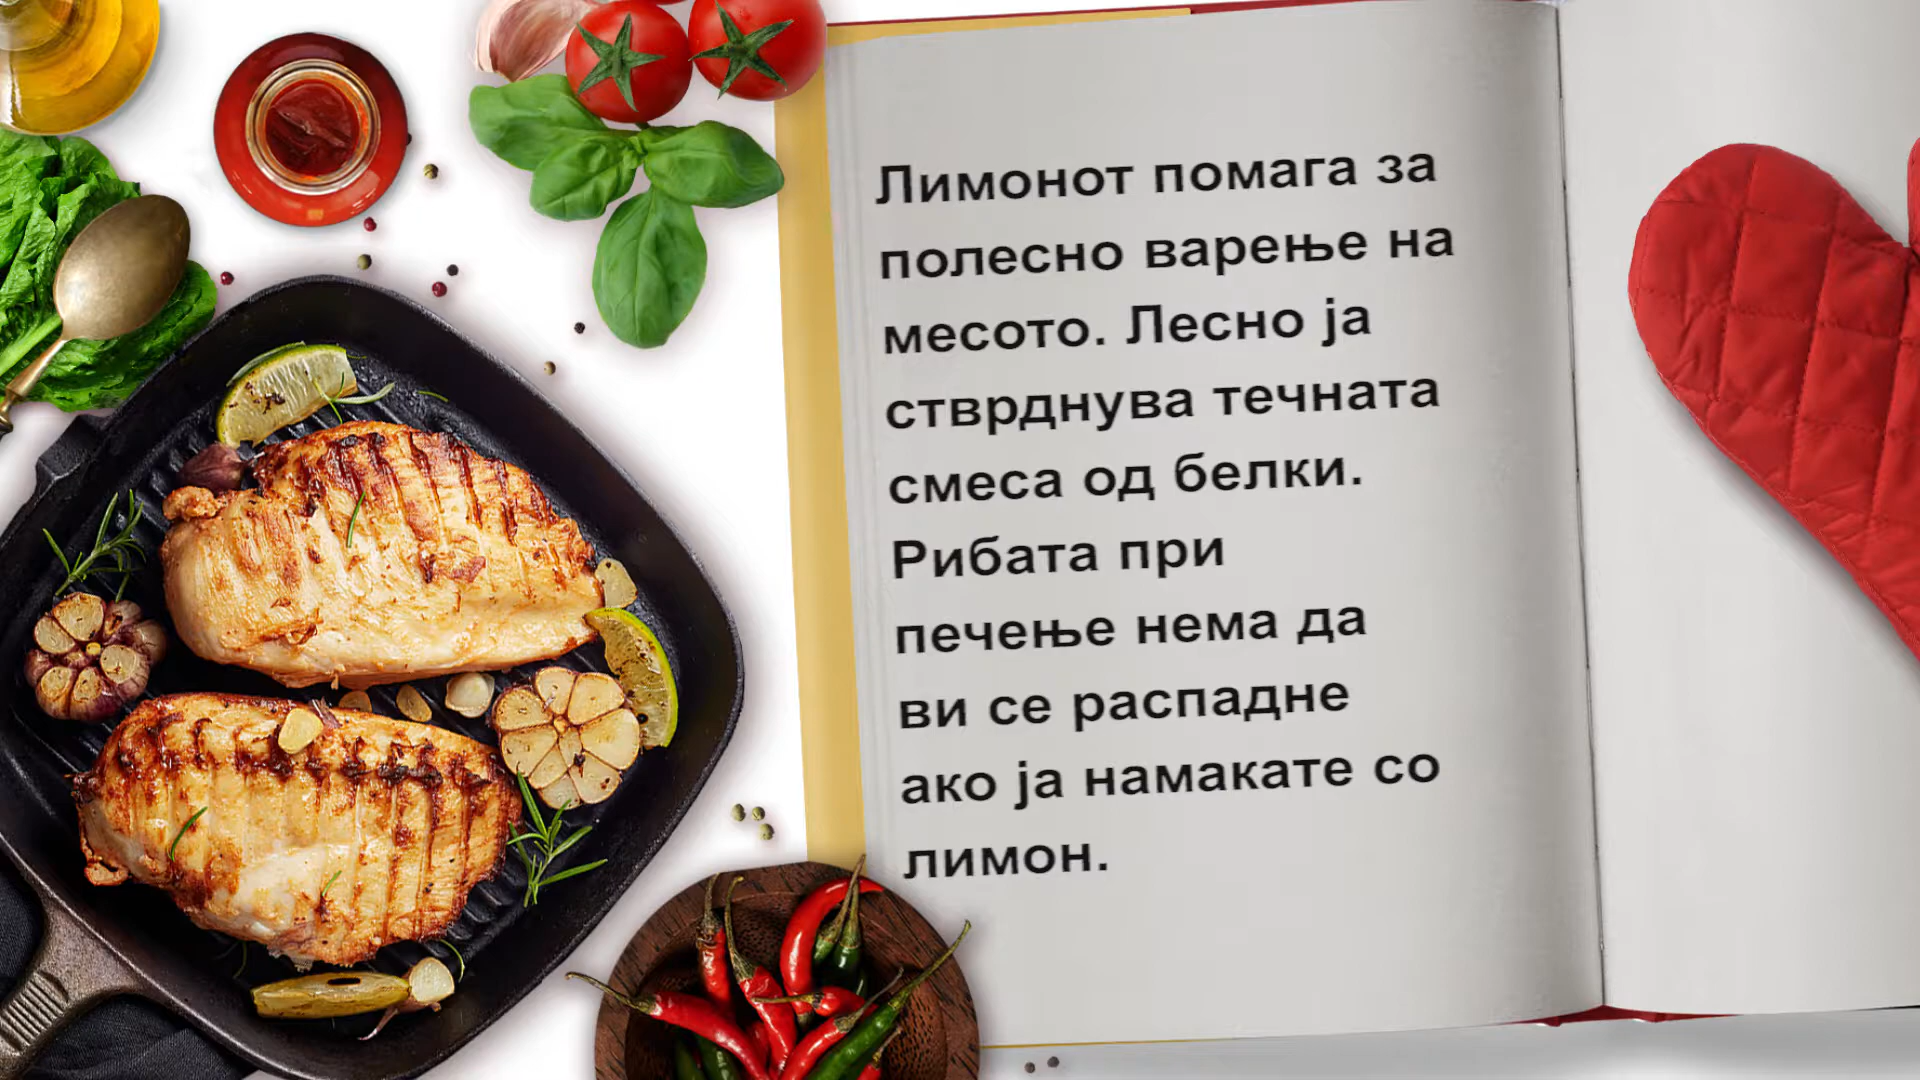 Лимонот помага за
полесно варење на
месото. Лесно ја
стврднува течната
смеса од белки.
Рибата при
печење нема да
ви се распадне
ако ја намакате со
лимон.